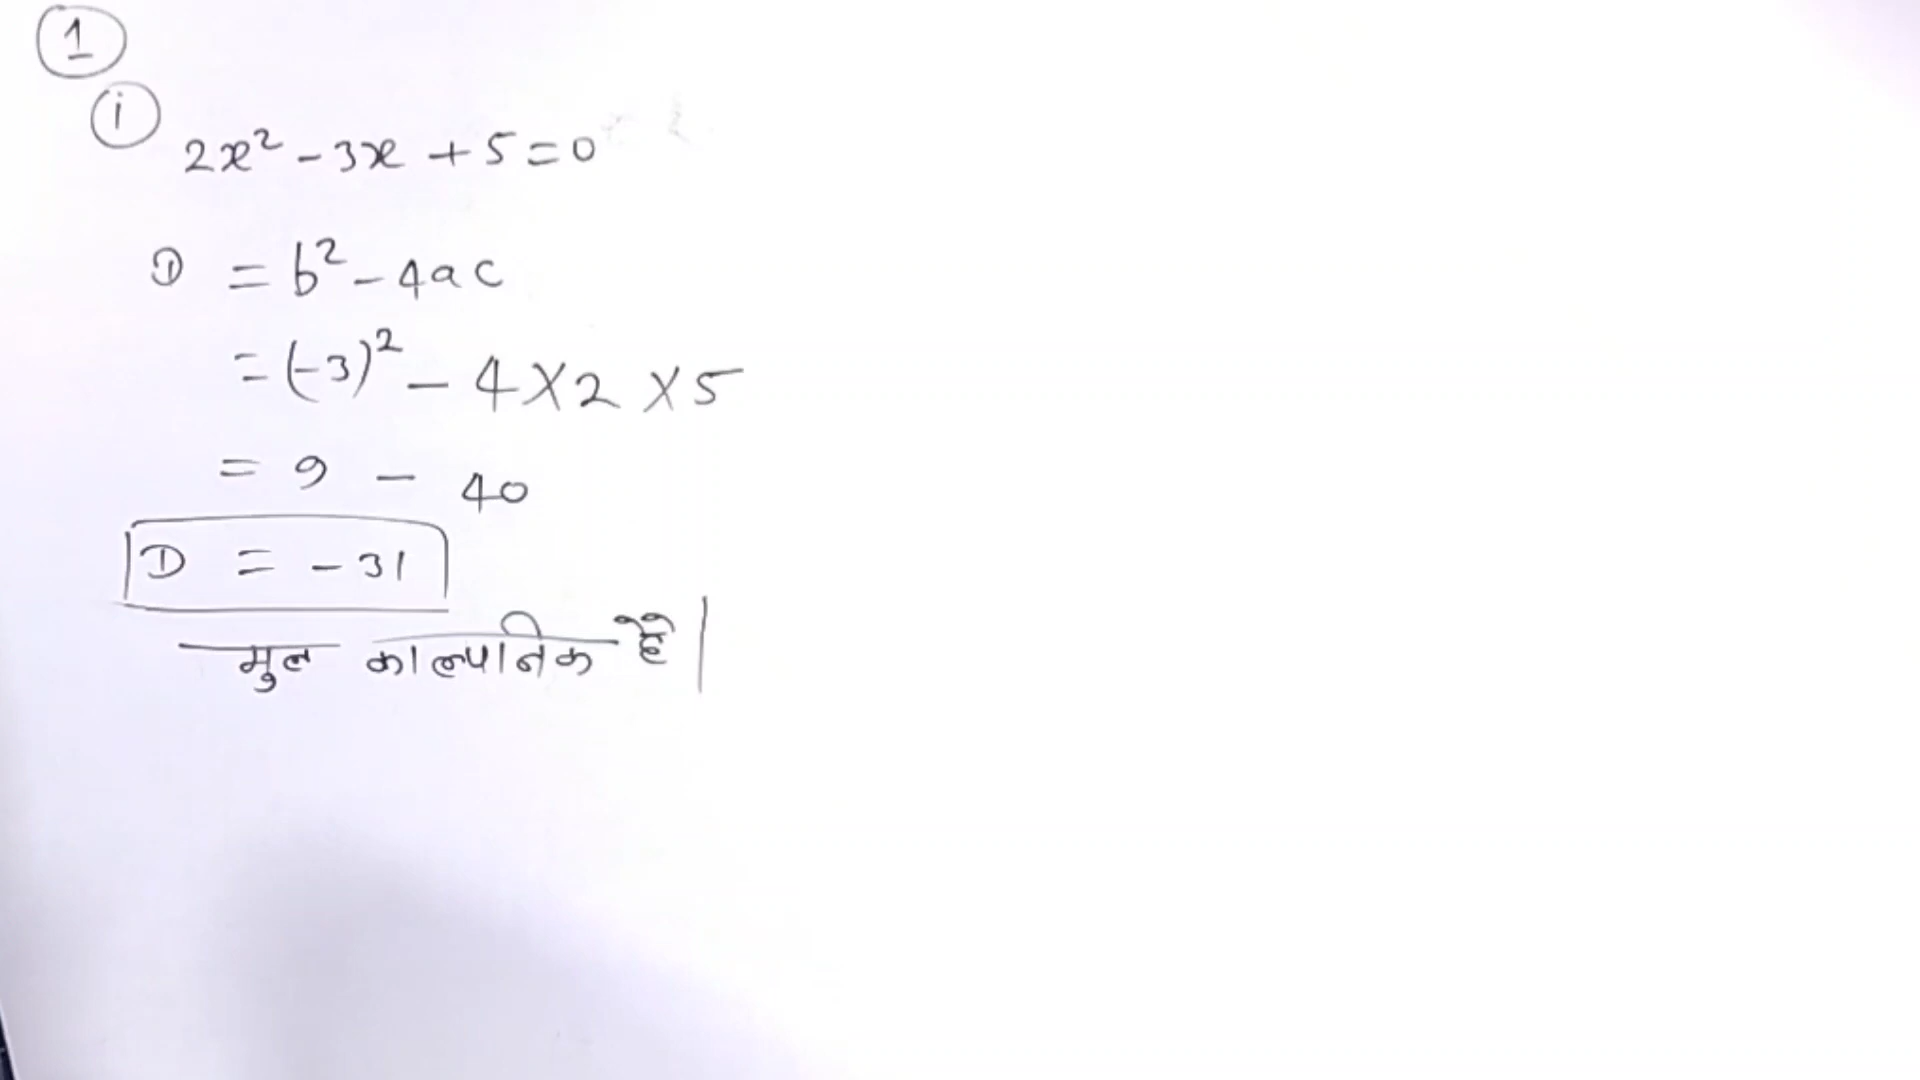 1
i
2x² - 3x + 5 = 0
D = b² - 4ac
= (-3)² - 4 × 2 × 5
= 9 - 40
D = -31
मुल काल्पनिक है।